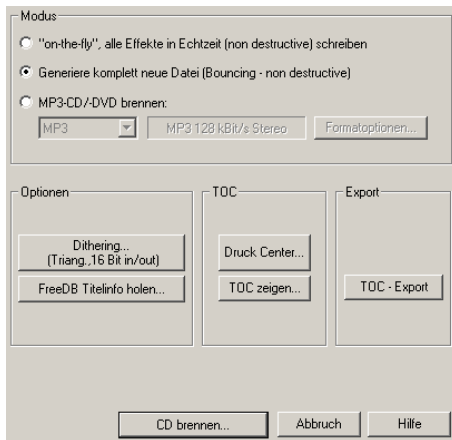 Modus
"on-the-fly", alle Effekte in Echtzeit (non destructive) schreiben
Generiere komplett neue Datei (Bouncing - non destructive)
MP3-CD/-DVD brennen:
MP3 MP3 128 kBit/s Stereo Formatoptionen...
Optionen TOC Export
Dithering...
(Triang.,16 Bit in/out)
Druck Center...
FreeDB Titelinfo holen... TOC zeigen... TOC - Export
CD brennen... Abbruch Hilfe